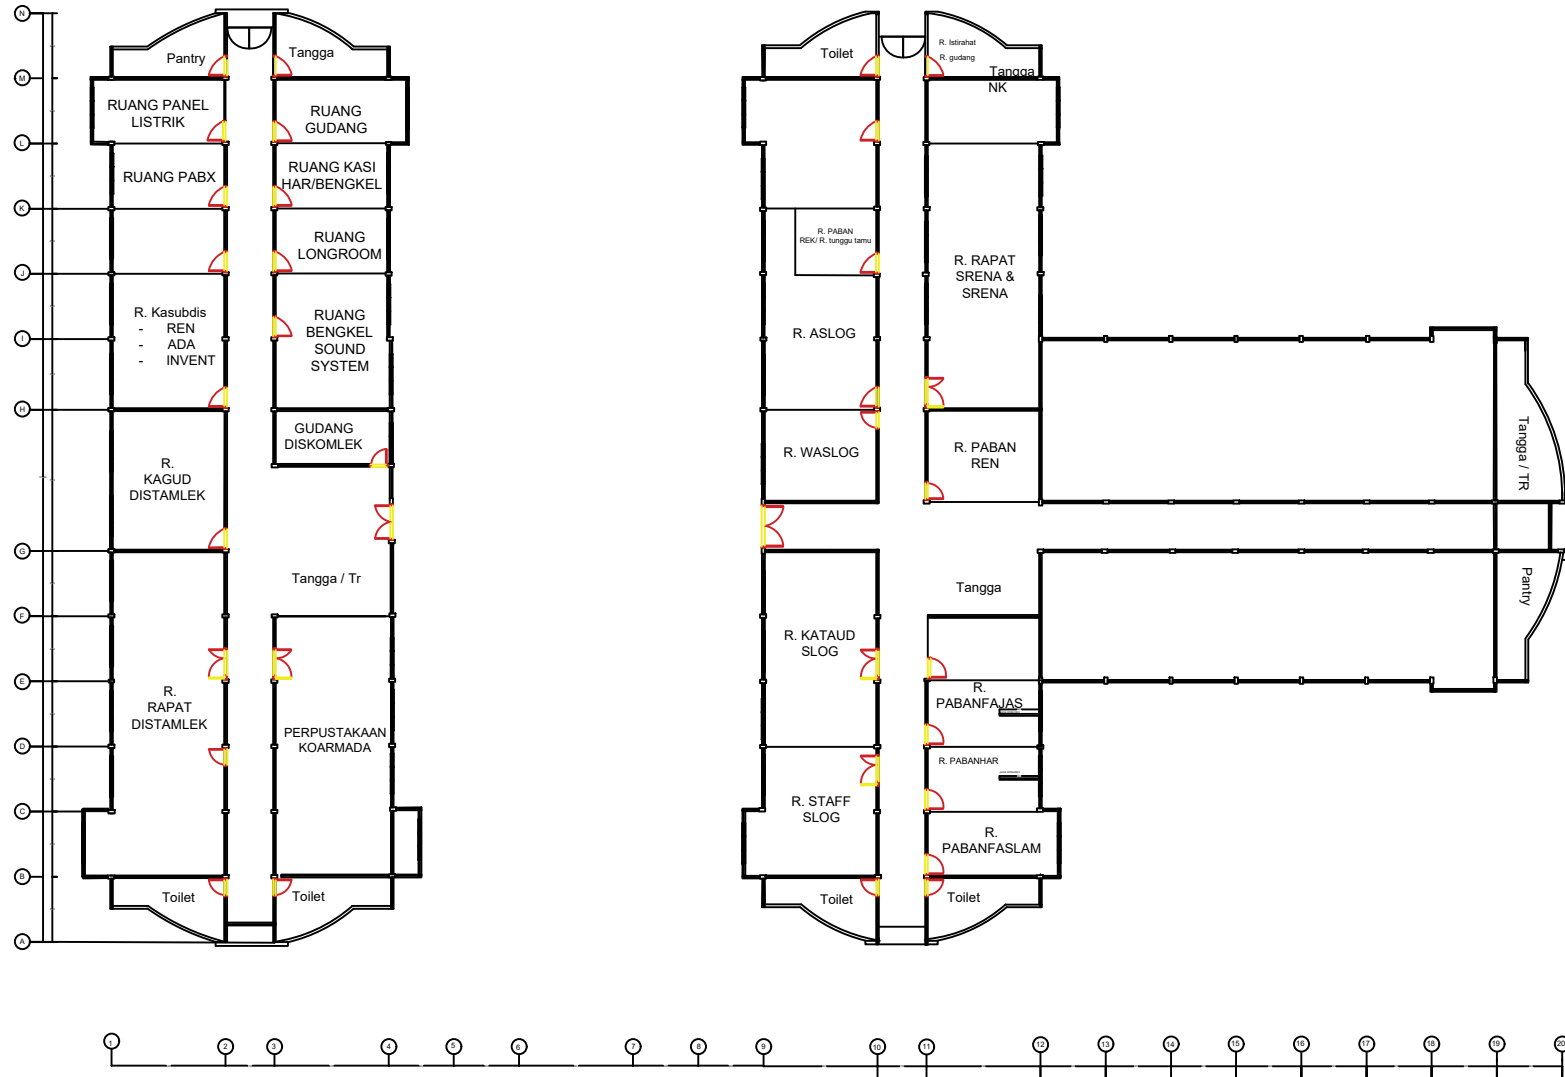 N
M
L
K
J
I
H
G
F
E
D
C
B
A
Pantry
Tangga
RUANG PANEL
LISTRIK
RUANG
GUDANG
RUANG PABX
RUANG KASI
HAR/BENGKEL
RUANG
LONGROOM
R. Kasubdis
- REN
- ADA
- INVENT
RUANG
BENGKEL
SOUND
SYSTEM
GUDANG
DISKOMLEK
R.
KAGUD
DISTAMLEK
Tangga / Tr
R.
RAPAT
DISTAMLEK
PERPUSTAKAAN
KOARMADA
Toilet
Toilet
Toilet
R. Istirahat
R. gudang
Tangga
NK
R. PABAN
REK/ R. tunggu tamu
R. RAPAT
SRENA &
SRENA
R. ASLOG
R. WASLOG
R. PABAN
REN
Tangga / TR
Tangga
Pantry
R. KATAUD
SLOG
R.
PABANFAJAS
R. PABANHAR
R. STAFF
SLOG
R.
PABANFASLAM
Toilet
Toilet
1
2
3
4
5
6
7
8
9
10
11
12
13
14
15
16
17
18
19
20